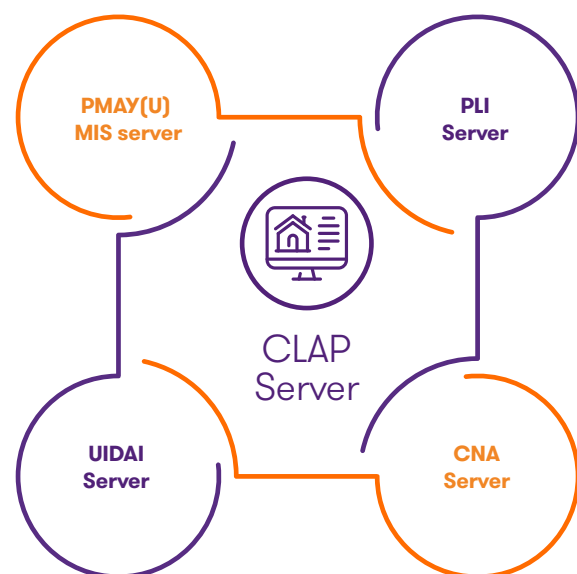 PMAY(U)
MIS server
PLI
Server
CLAP
Server
UIDAI
Server
CNA
Server